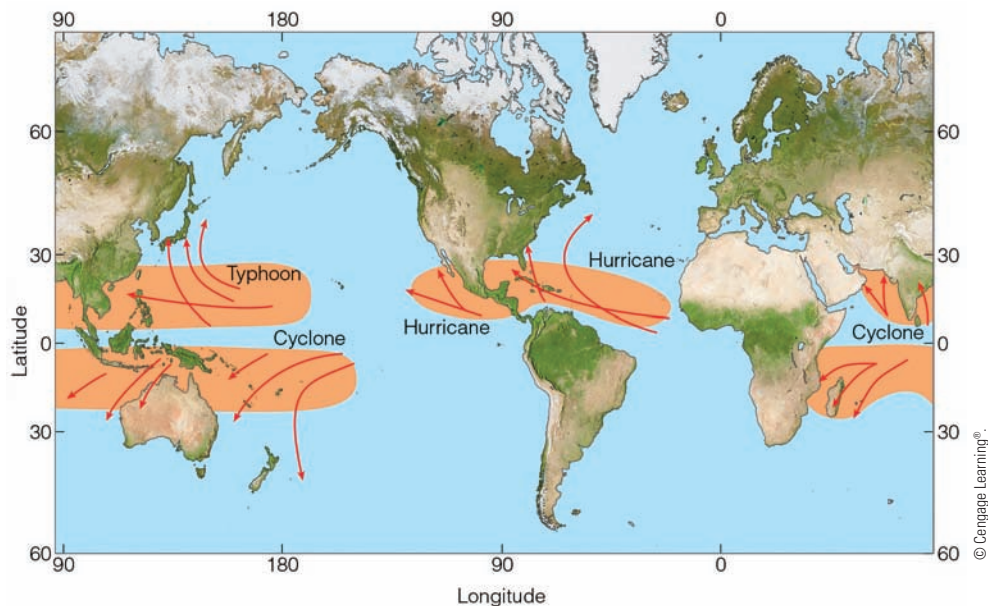 90 180 90 0
60 60
30 30
Typhoon
Hurricane
Hurricane
Cyclone
Cyclone
0 0
Latitude
30 30
60 60
90 180 90 0
Longitude
© Cengage Learning®.